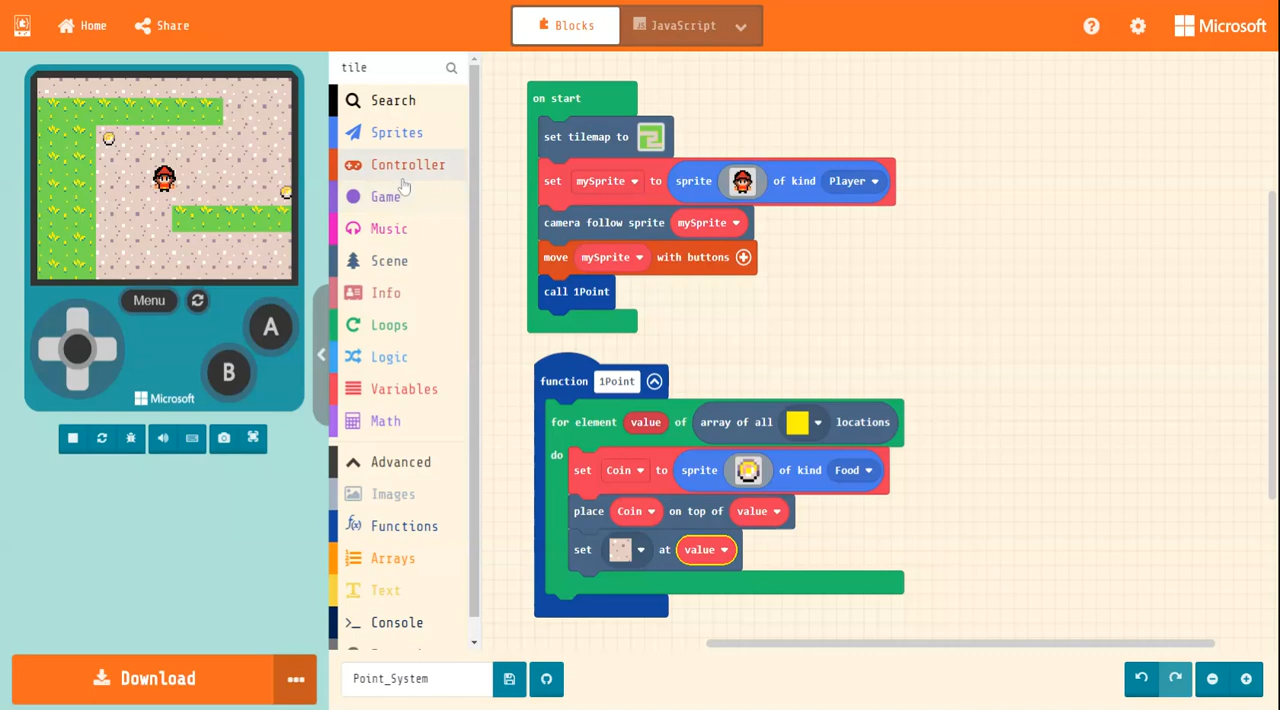 Home
Share
Blocks
JavaScript
Microsoft
tile
Search
Sprites
Controller
Game
Music
Scene
Info
Loops
Logic
Variables
Math
Advanced
Images
Functions
Arrays
Text
Console
Menu
A
B
Microsoft
on start
set tilemap to
set mySprite to sprite of kind Player
camera follow sprite mySprite
move mySprite with buttons
call 1Point
function 1Point
for element value of array of all locations
do
set Coin to sprite of kind Food
place Coin on top of value
set at value
Download
Point_System